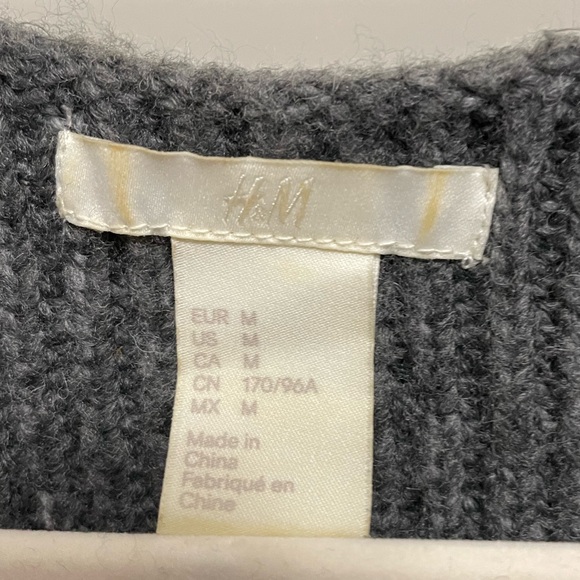 H&M
EUR M
US M
CA M
CN 170/96A
MX M
Made in
China
Fabriqué en
Chine